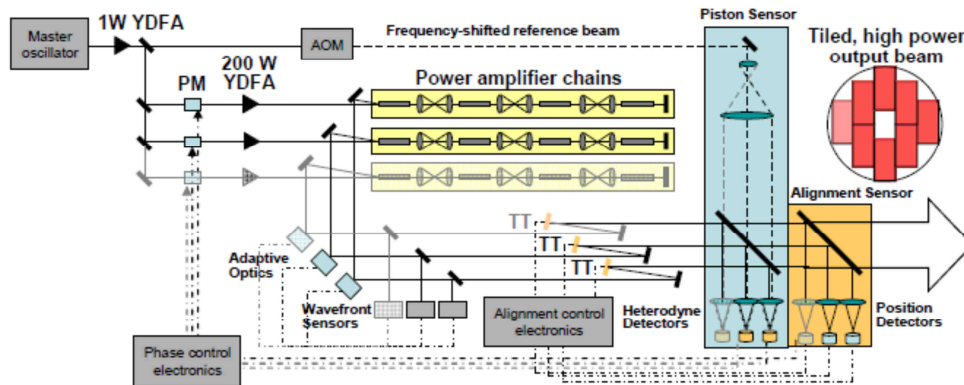 Master
oscillator
1W YDFA
AOM
Frequency-shifted reference beam
Piston Sensor
Tiled, high power
output beam
PM
200 W
YDFA
Power amplifier chains
Alignment Sensor
TT
TT
TT
Adaptive
Optics
Wavefront
Sensors
Alignment control
electronics
Heterodyne
Detectors
Position
Detectors
Phase control
electronics